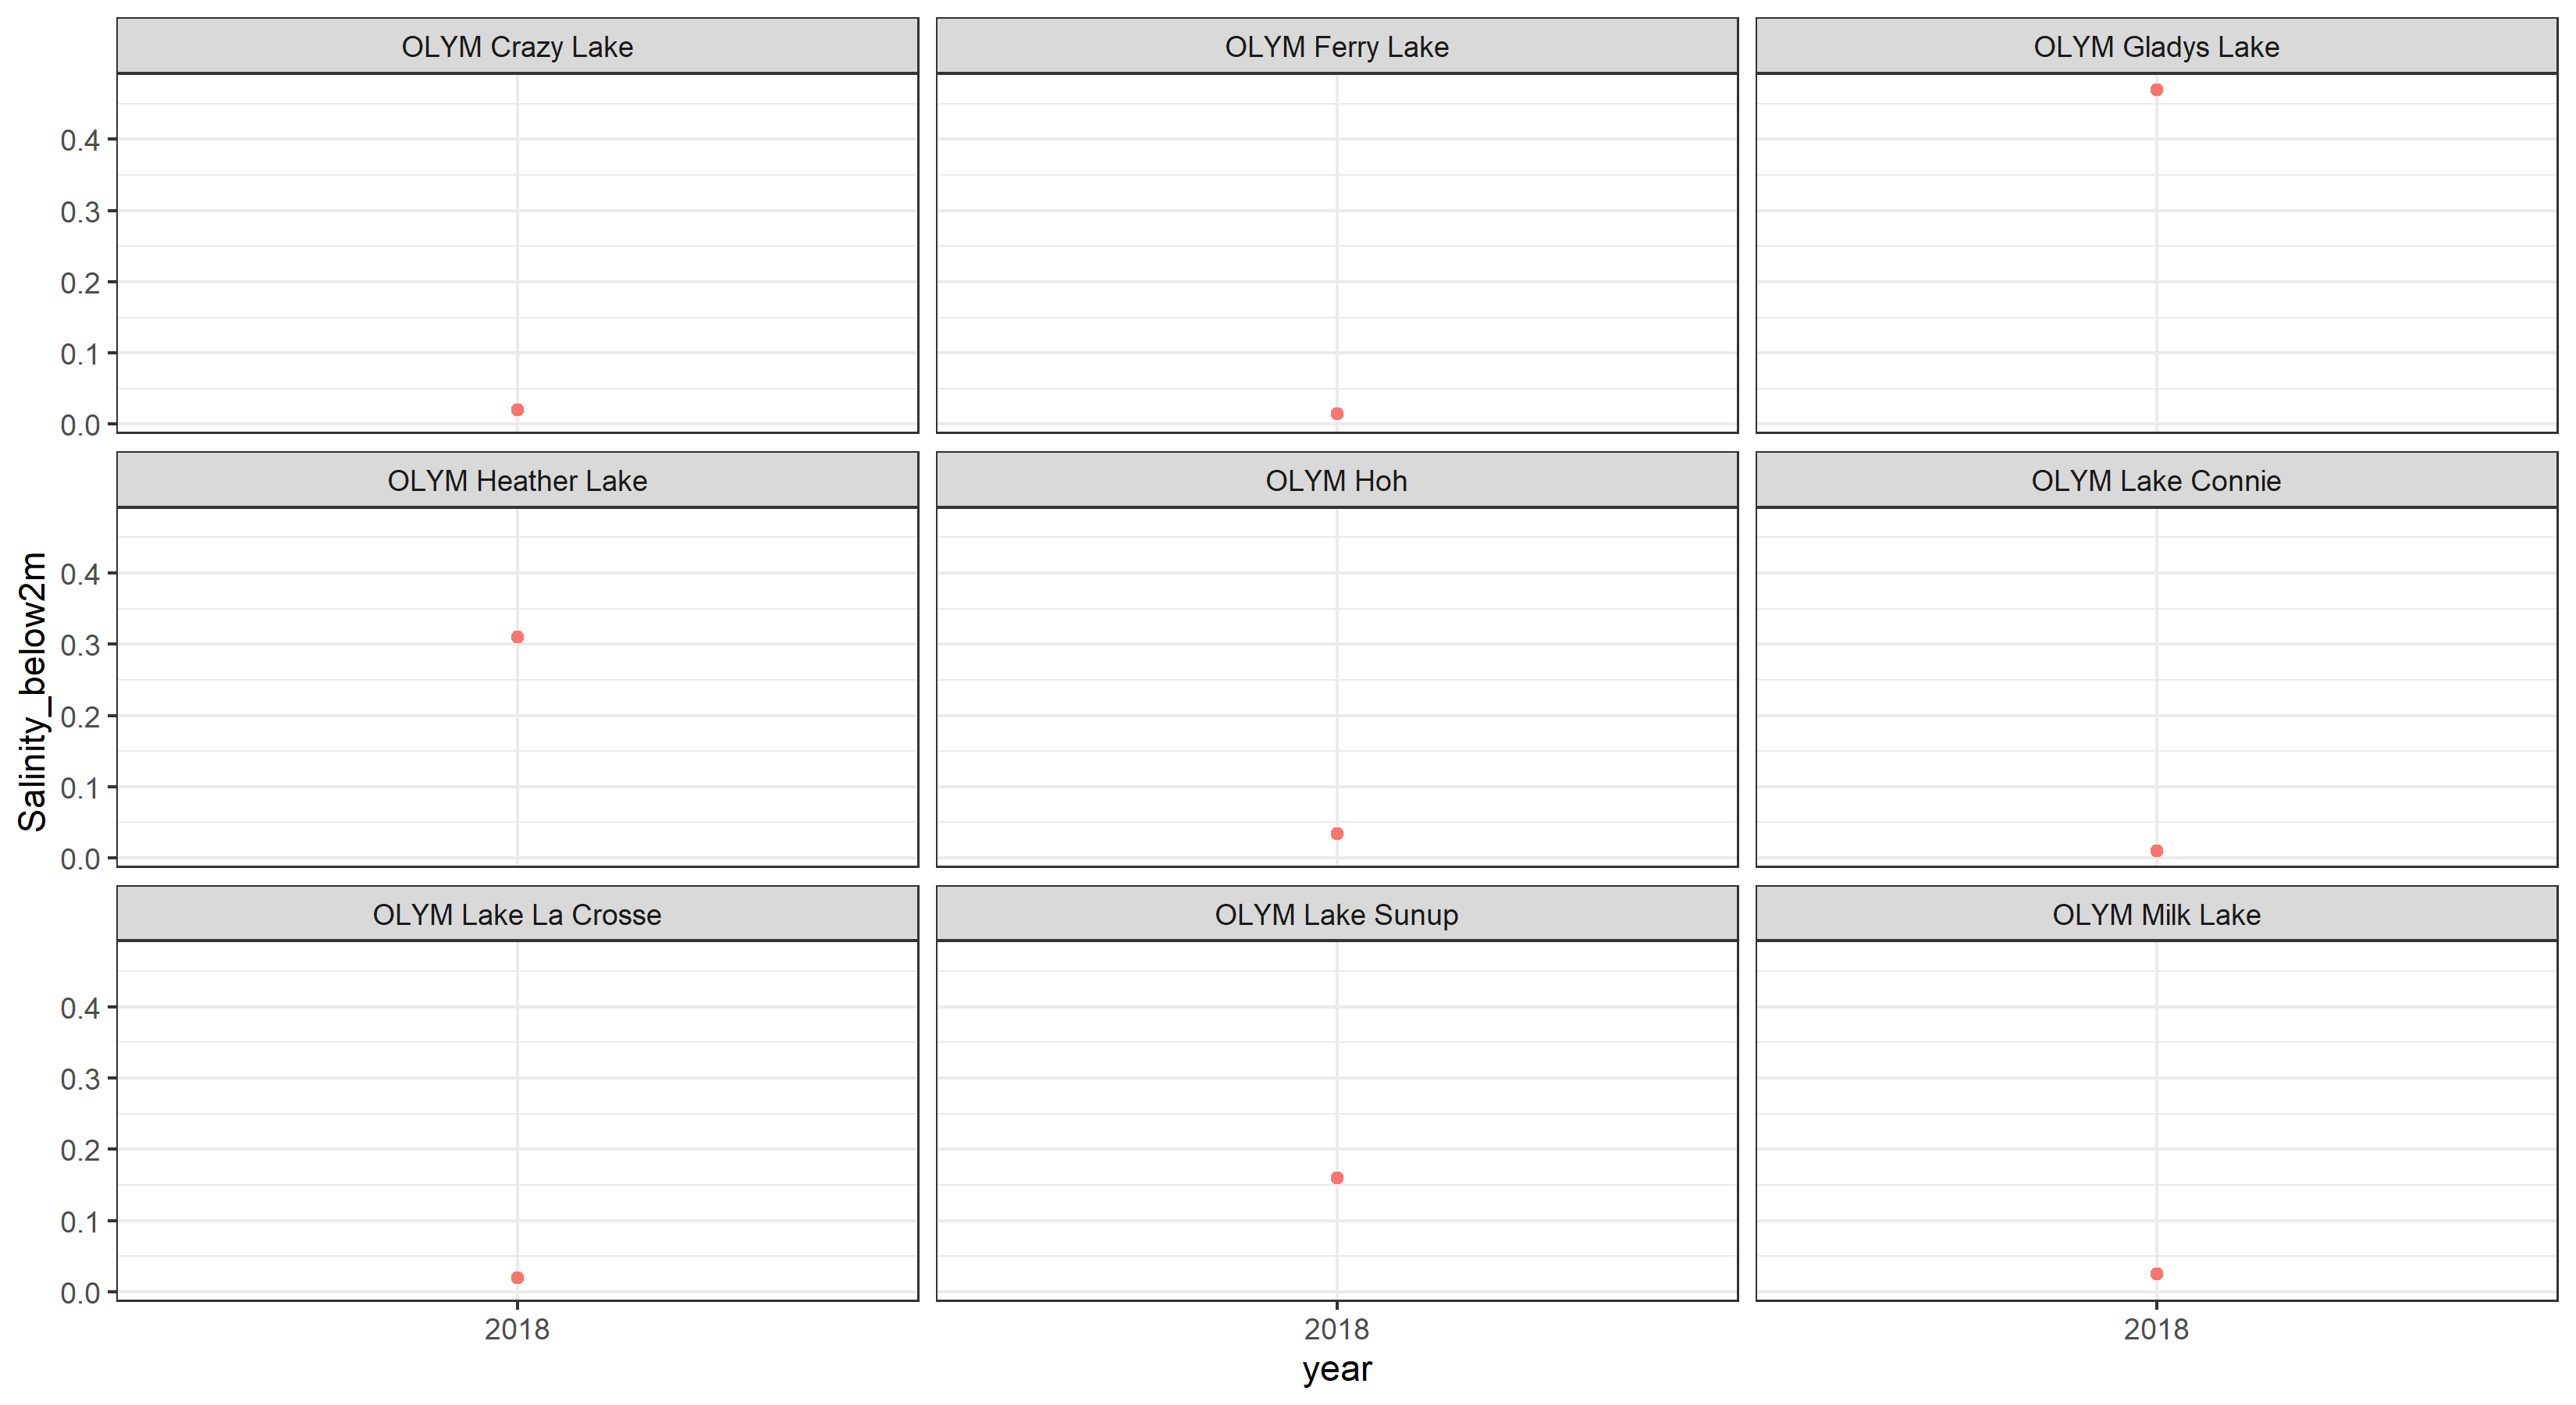 OLYM Crazy Lake
OLYM Ferry Lake
OLYM Gladys Lake
0.4
0.3
0.2
0.1
0.0
OLYM Heather Lake
OLYM Hoh
OLYM Lake Connie
0.4
0.3
0.2
0.1
0.0
Salinity_below2m
OLYM Lake La Crosse
OLYM Lake Sunup
OLYM Milk Lake
0.4
0.3
0.2
0.1
0.0
2018
2018
2018
year